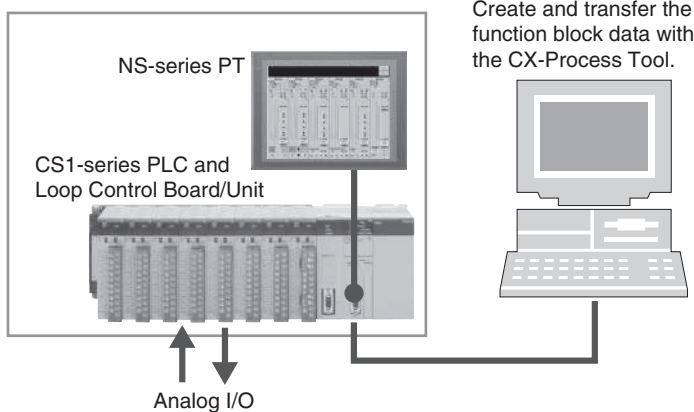 Create and transfer the
function block data with
the CX-Process Tool.
NS-series PT
CS1-series PLC and
Loop Control Board/Unit
Analog I/O